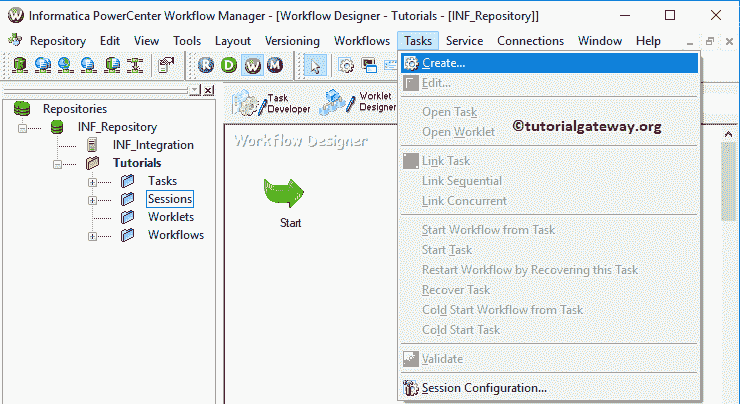 Informatica PowerCenter Workflow Manager - [Workflow Designer - Tutorials - [INF_Repository]]
Repository Edit View Tools Layout Versioning Workflows Tasks Service Connections Window Help
R D W M
Repositories
INF_Repository
INF_Integration
Tutorials
Tasks
Sessions
Worklets
Workflows
Task Developer
Worklet Designer
Workflow Designer
Start
Create...
Edit...
Open Task
Open Worklet
©tutorialgateway.org
Link Task
Link Sequential
Link Concurrent
Start Workflow from Task
Start Task
Restart Workflow by Recovering this Task
Recover Task
Cold Start Workflow from Task
Cold Start Task
Validate
Session Configuration...